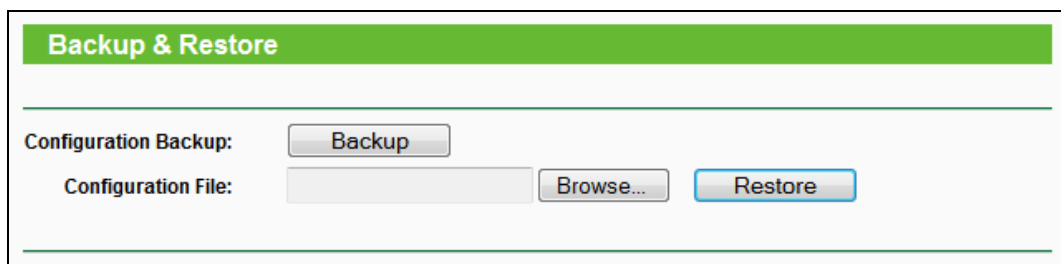 Backup & Restore
Configuration Backup: Backup
Configuration File: Browse... Restore